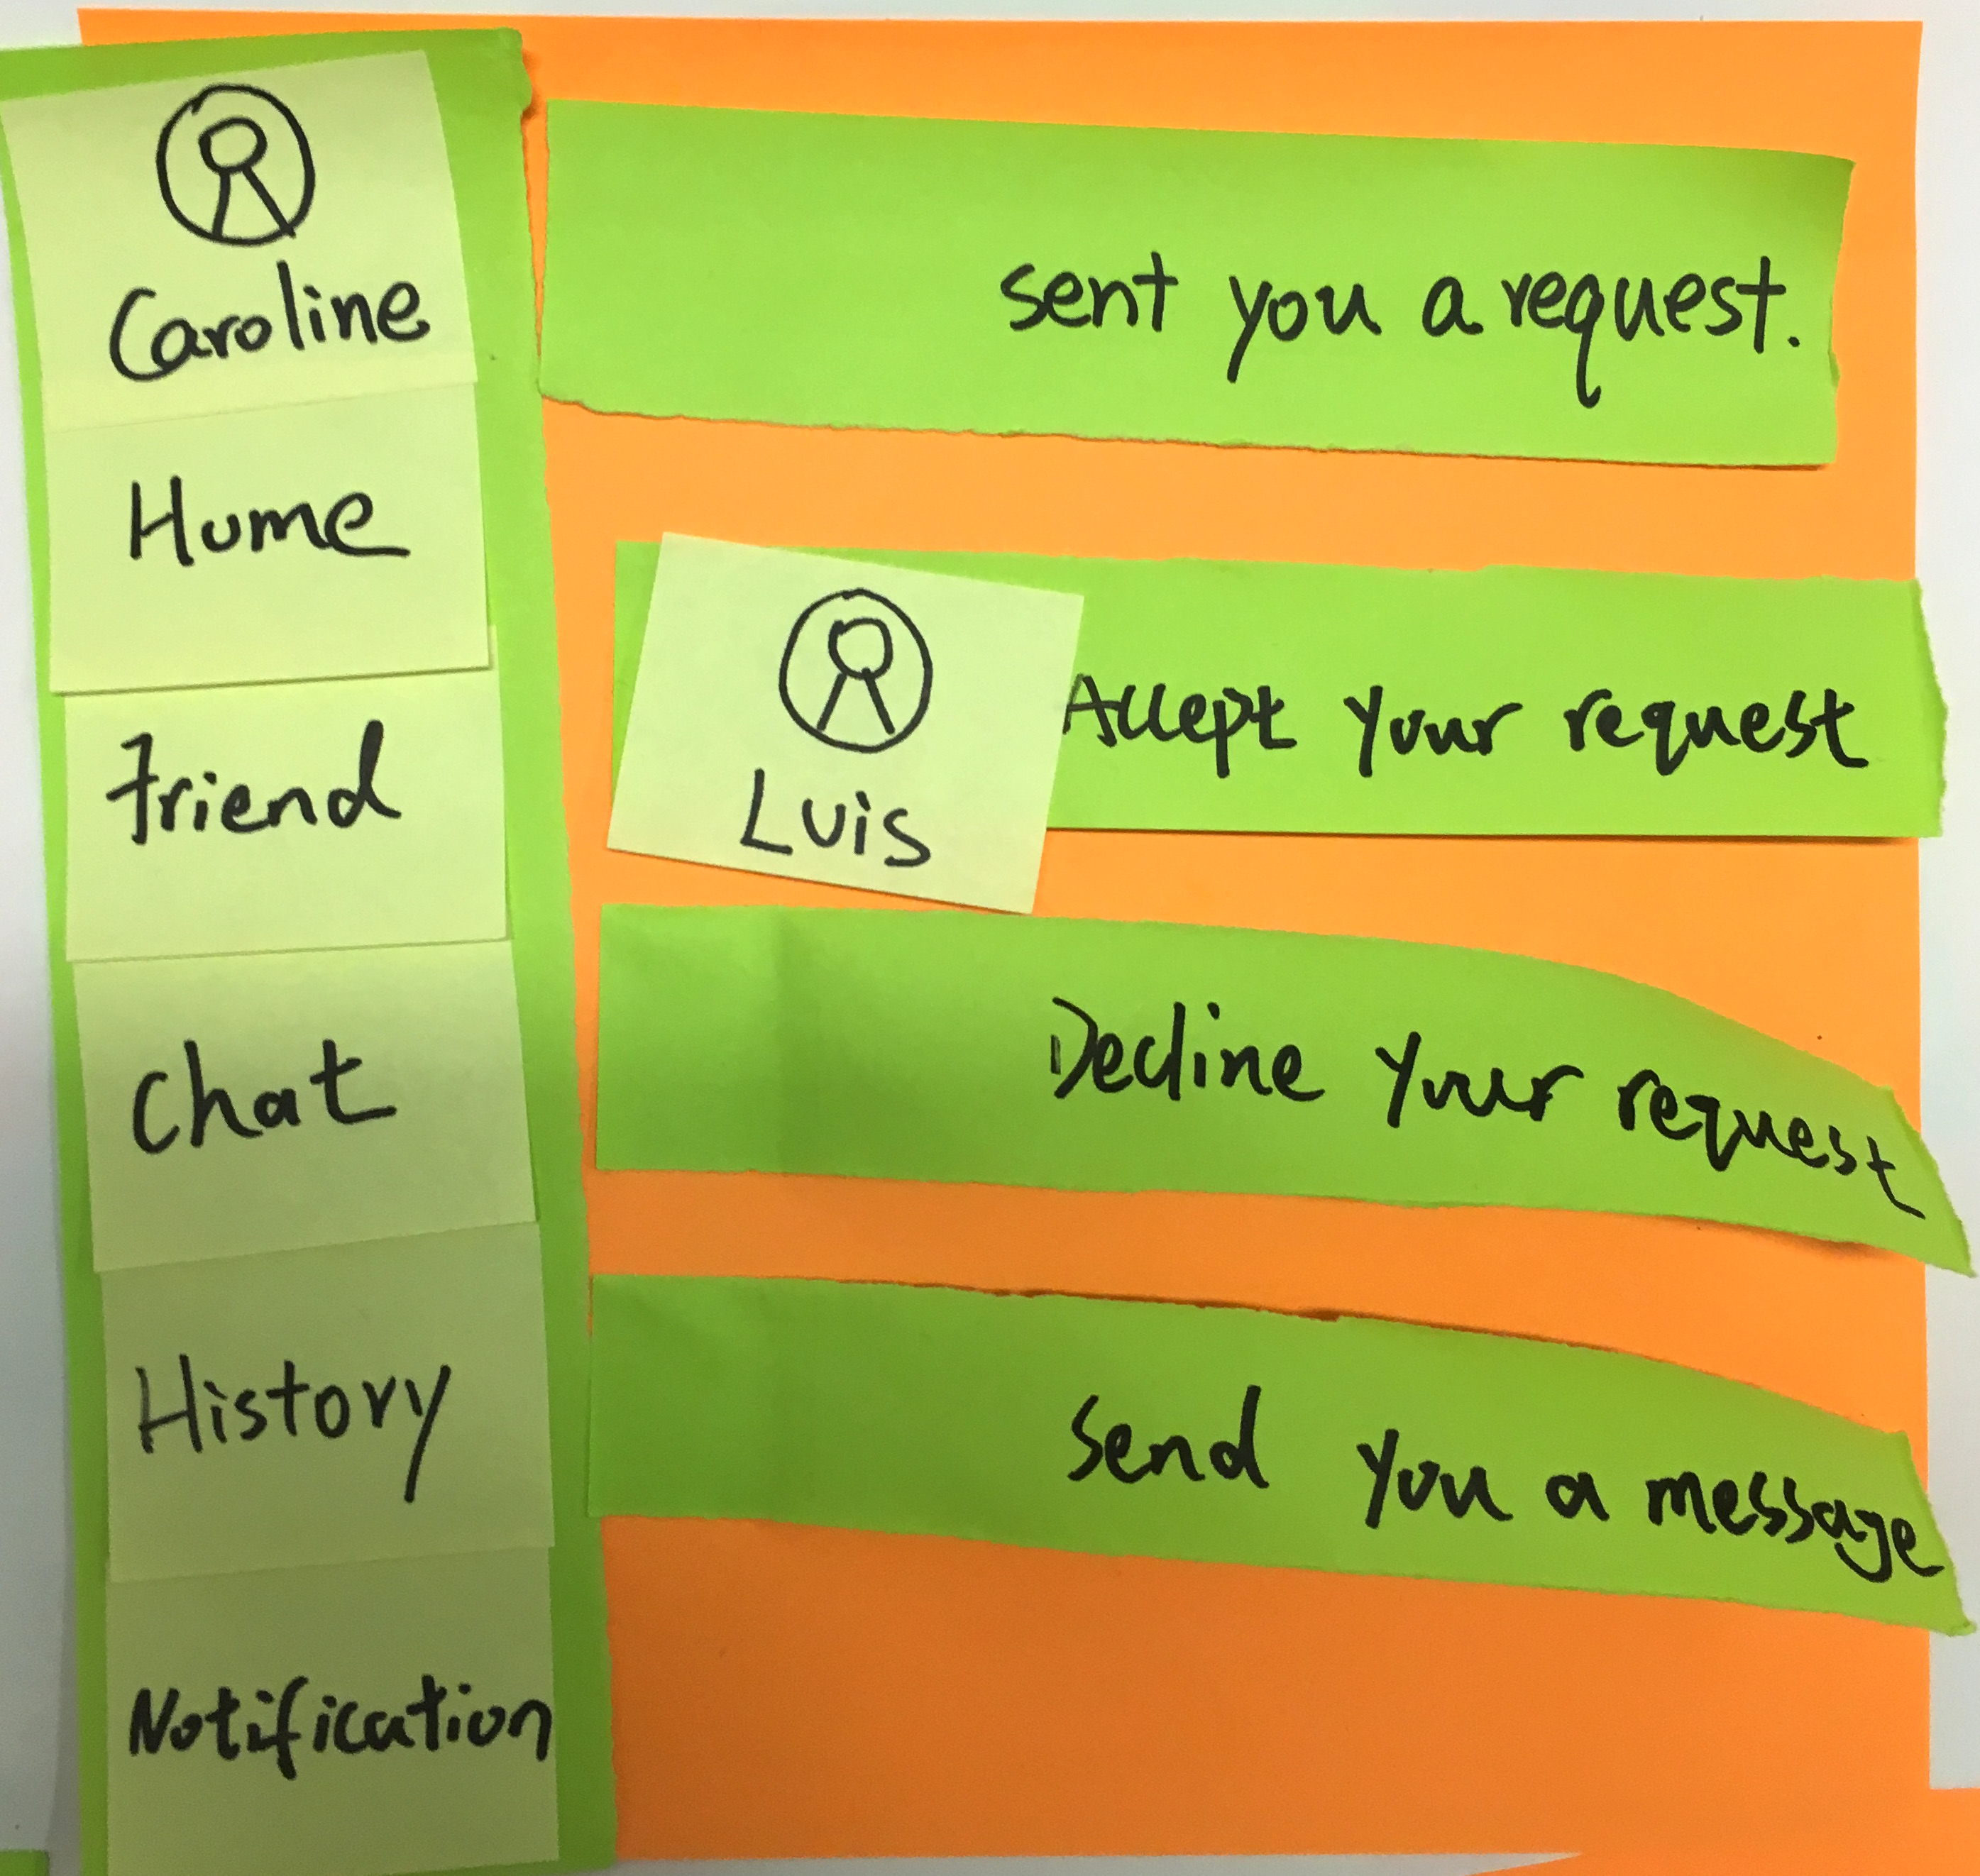 Caroline
Home
Friend
Chat
History
Notification
sent you a request.
Luis
Accept your request
Decline your request
Send you a message